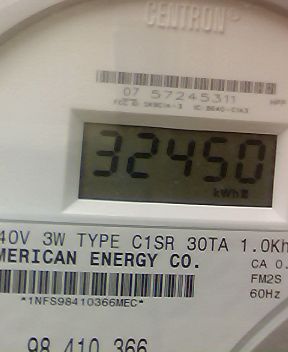 CENTRON®
07 57245311
32450
kWh
40V 3W TYPE C1SR 30TA 1.0Kh
MERICAN ENERGY CO.
CA 0.
FM2S
*1NFS98410366MEC*
60Hz
98 410 366